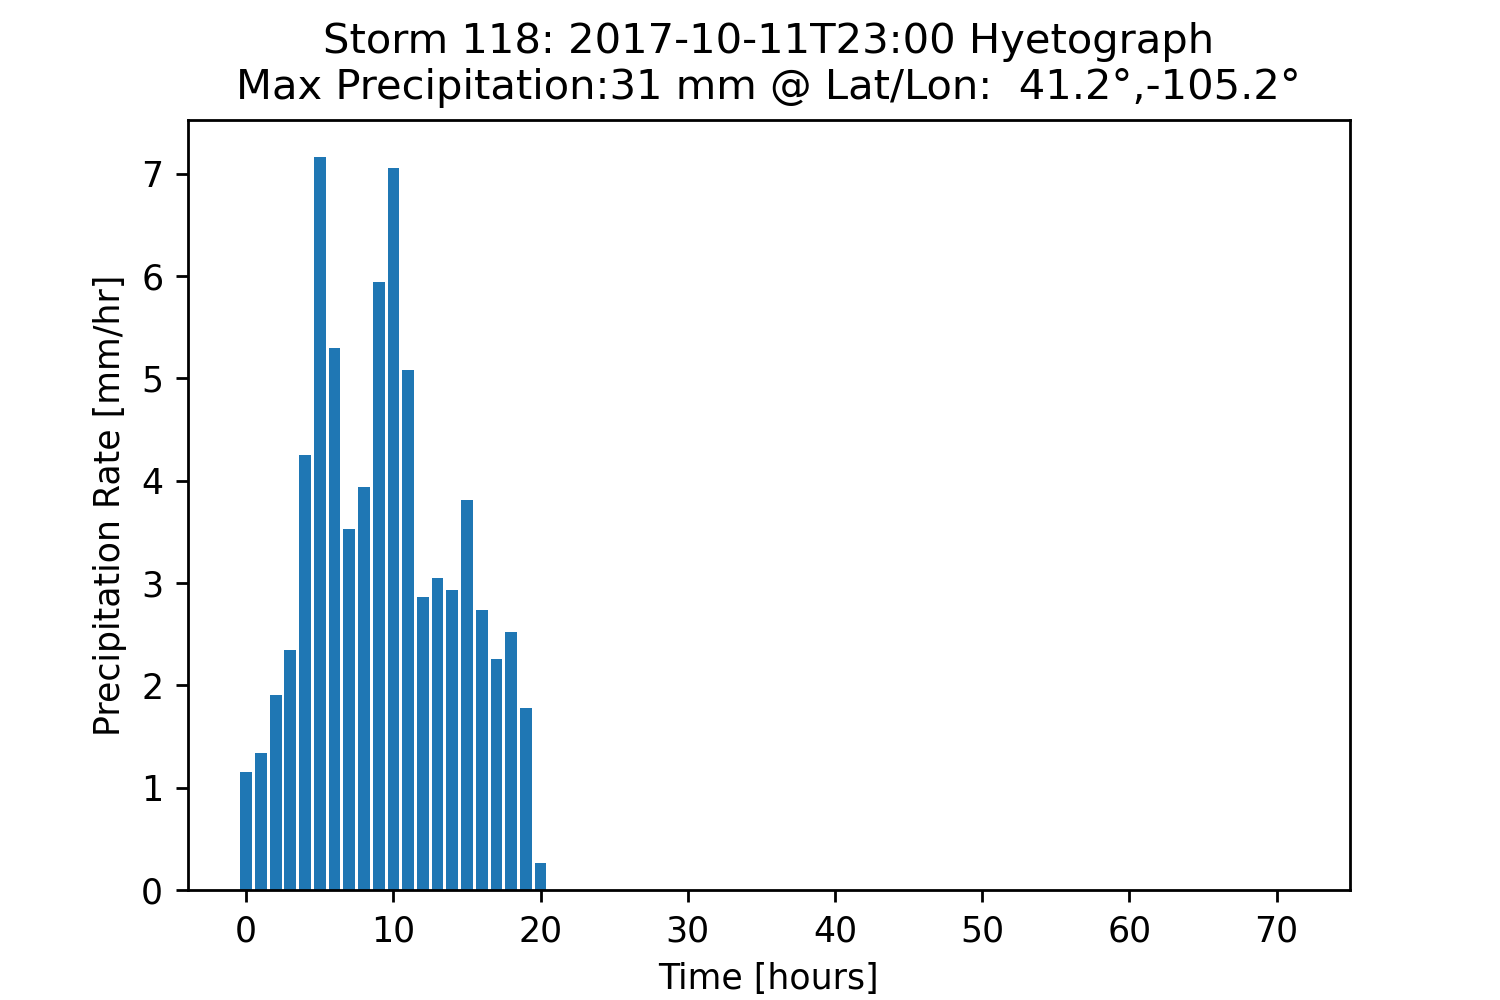 Storm 118: 2017-10-11T23:00 Hyetograph
Max Precipitation:31 mm @ Lat/Lon:  41.2°,-105.2°
7
6
5
4
3
2
1
0
Precipitation Rate [mm/hr]
0 10 20 30 40 50 60 70
Time [hours]